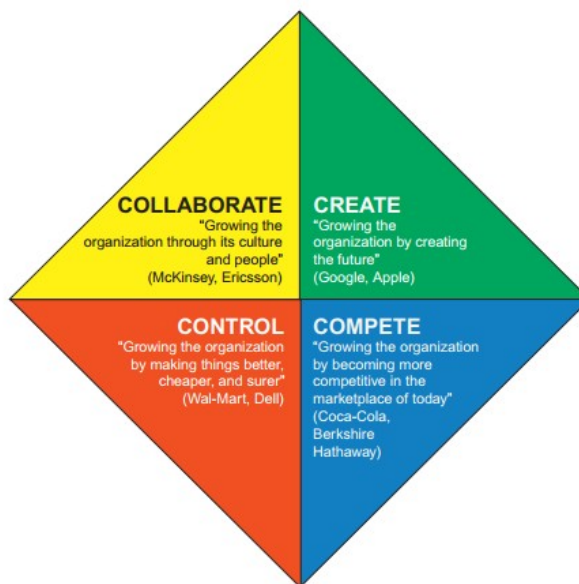 COLLABORATE
"Growing the
organization through its culture
and people"
(McKinsey, Ericsson)
CREATE
"Growing the
organization by creating
the future"
(Google, Apple)
CONTROL
"Growing the organization
by making things better,
cheaper, and surer"
(Wal-Mart, Dell)
COMPETE
"Growing the organization
by becoming more
competitive in the
marketplace of today"
(Coca-Cola,
Berkshire
Hathaway)